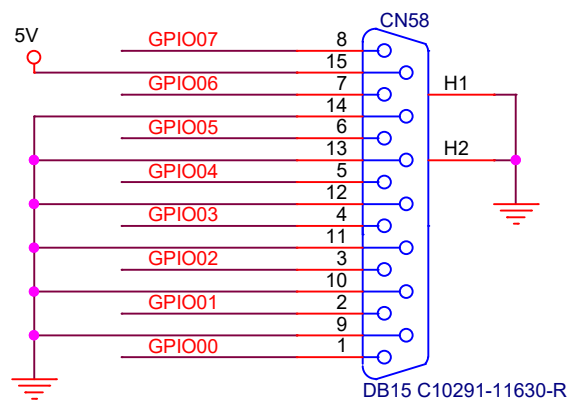 CN58
5V
GPIO07 8
15
GPIO06 7 H1
14
GPIO05 6
13 H2
GPIO04 5
12
GPIO03 4
11
GPIO02 3
10
GPIO01 2
9
GPIO00 1
DB15 C10291-11630-R